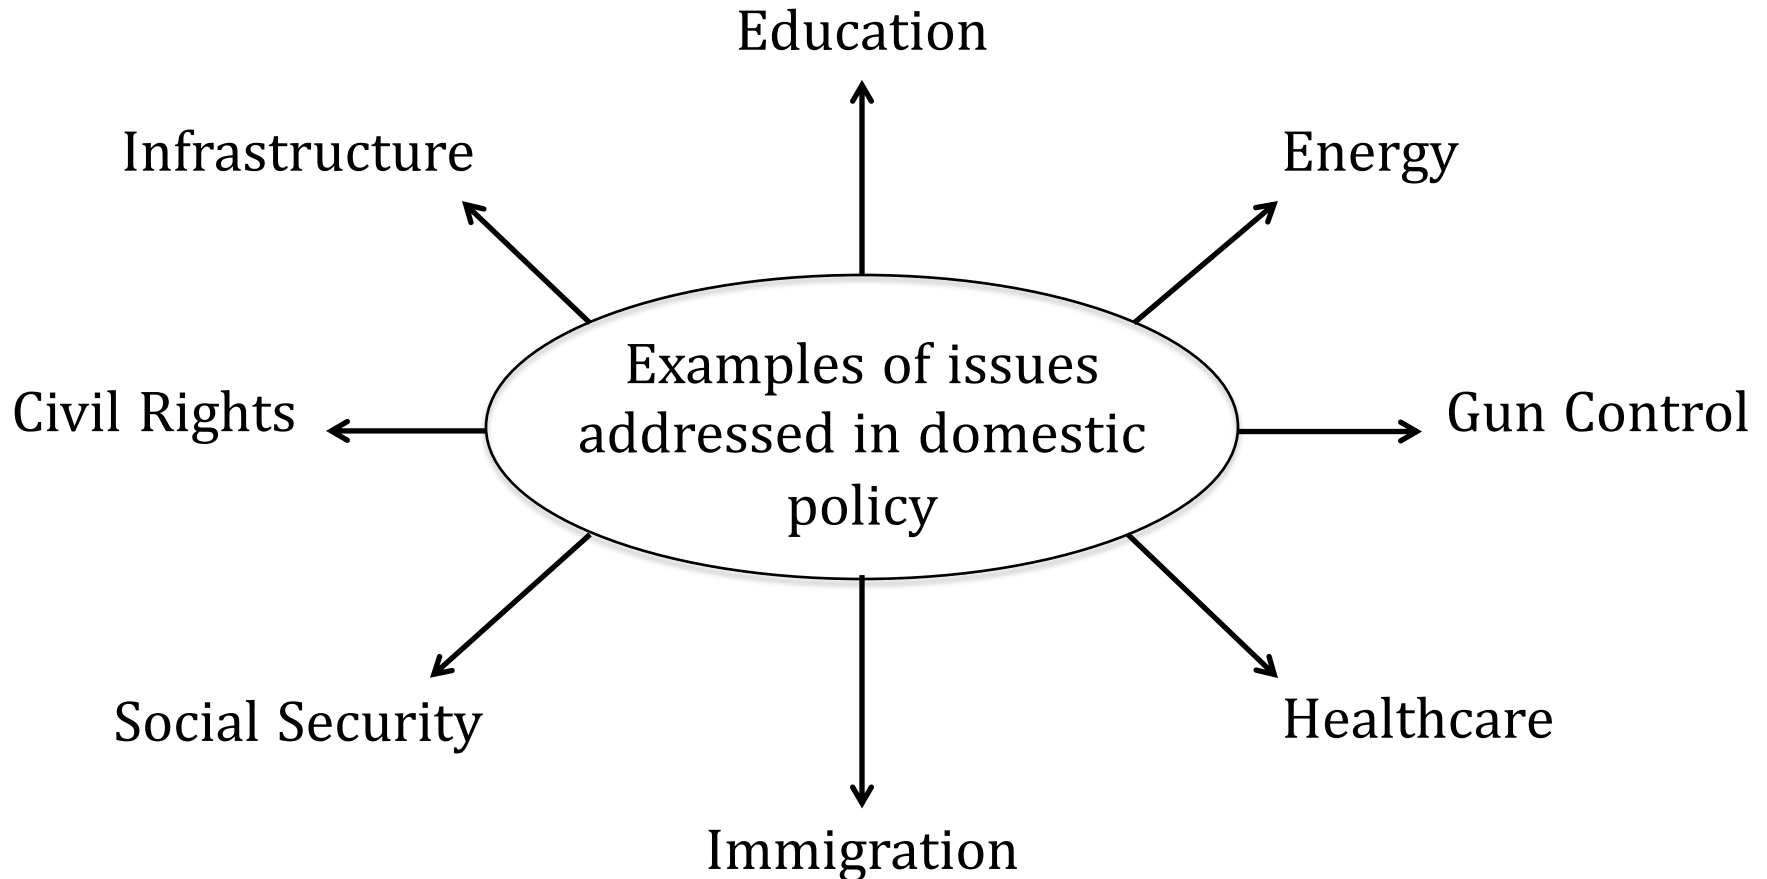 Education
Infrastructure
Energy
Examples of issues
addressed in domestic
policy
Civil Rights
Gun Control
Social Security
Healthcare
Immigration